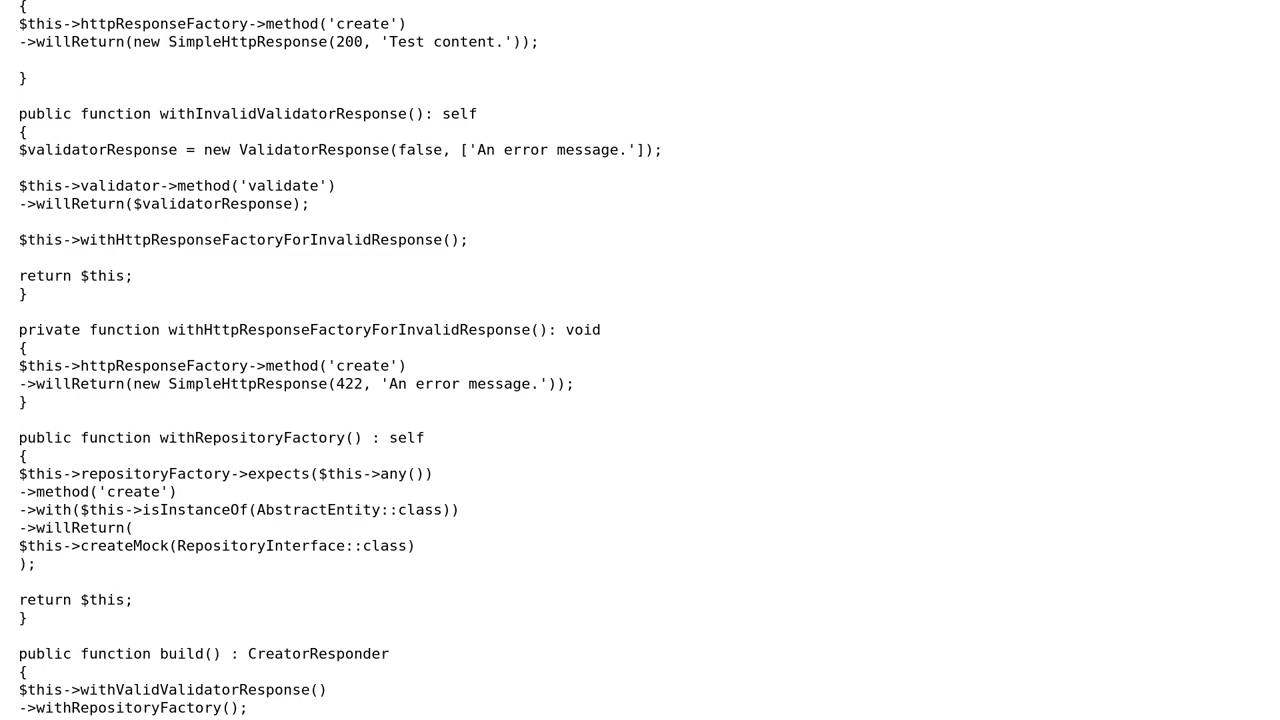 {
$this->httpResponseFactory->method('create')
->willReturn(new SimpleHttpResponse(200, 'Test content.'));

}

public function withInvalidValidatorResponse(): self
{
$validatorResponse = new ValidatorResponse(false, ['An error message.']);

$this->validator->method('validate')
->willReturn($validatorResponse);

$this->withHttpResponseFactoryForInvalidResponse();

return $this;
}

private function withHttpResponseFactoryForInvalidResponse(): void
{
$this->httpResponseFactory->method('create')
->willReturn(new SimpleHttpResponse(422, 'An error message.'));
}

public function withRepositoryFactory() : self
{
$this->repositoryFactory->expects($this->any())
->method('create')
->with($this->isInstanceOf(AbstractEntity::class))
->willReturn(
$this->createMock(RepositoryInterface::class)
);

return $this;
}

public function build() : CreatorResponder
{
$this->withValidValidatorResponse()
->withRepositoryFactory();